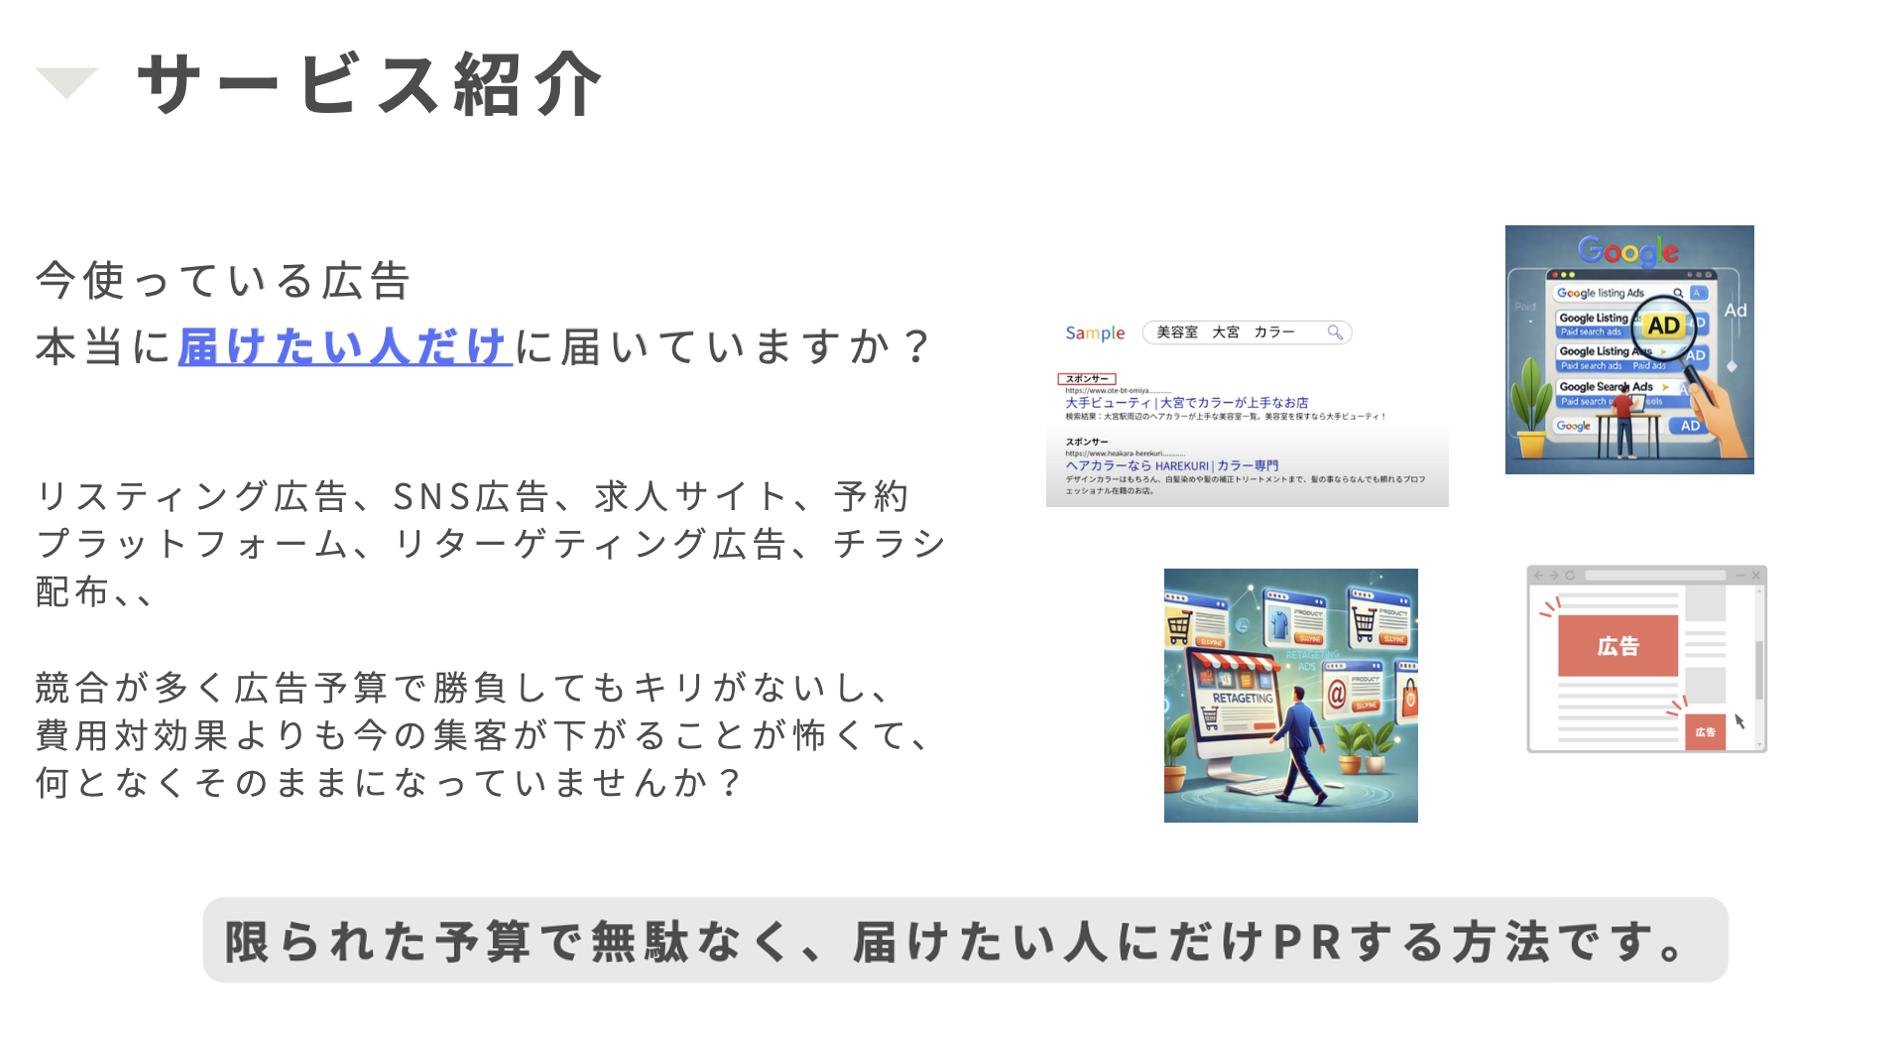 サービス紹介
今使っている広告
本当に届けたい人だけに届いていますか？
リスティング広告、SNS広告、求人サイト、予約
プラットフォーム、リターゲティング広告、チラシ
配布、、
競合が多く広告予算で勝負してもキリがないし、
費用対効果よりも今の集客が下がることが怖くて、
何となくそのままになっていませんか？
Sample 美容室 大宮 カラー
スポンサー
https://www.ote-bt-omiya...........
大手ビューティ | 大宮でカラーが上手なお店
検索結果：大宮駅周辺のヘアカラーが上手な美容室一覧。美容室を探すなら大手ビューティ！
スポンサー
https://www.heakara-herekuri...........
ヘアカラーなら HAREKURI | カラー専門
デザインカラーはもちろん、白髪染めや髪の補正トリートメントまで、髪の事ならなんでも頼れるプロフ
ェッショナル在籍のお店。
Google
Google listing Ads
Paid
Ad
Google Listing
Paid search ads
AD
Google Listing Ads
AD
Paid search ads Paid ads
Google Search Ads
Paid search
Google
AD
PRODUCT
PRODUCT
RETAGETING
ADS
PRODUCT
RETAGETING
広告
広告
限られた予算で無駄なく、届けたい人にだけPRする方法です。